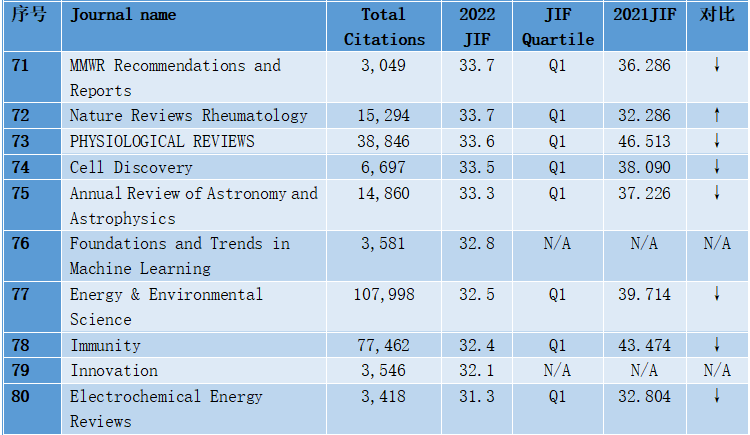 序号 Journal name Total Citations 2022 JIF JIF Quartile 2021JIF 对比
71 MMWR Recommendations and Reports 3,049 33.7 Q1 36.286 ↓
72 Nature Reviews Rheumatology 15,294 33.7 Q1 32.286 ↑
73 PHYSIOLOGICAL REVIEWS 38,846 33.6 Q1 46.513 ↓
74 Cell Discovery 6,697 33.5 Q1 38.090 ↓
75 Annual Review of Astronomy and Astrophysics 14,860 33.3 Q1 37.226 ↓
76 Foundations and Trends in Machine Learning 3,581 32.8 N/A N/A N/A
77 Energy & Environmental Science 107,998 32.5 Q1 39.714 ↓
78 Immunity 77,462 32.4 Q1 43.474 ↓
79 Innovation 3,546 32.1 N/A N/A N/A
80 Electrochemical Energy Reviews 3,418 31.3 Q1 32.804 ↓